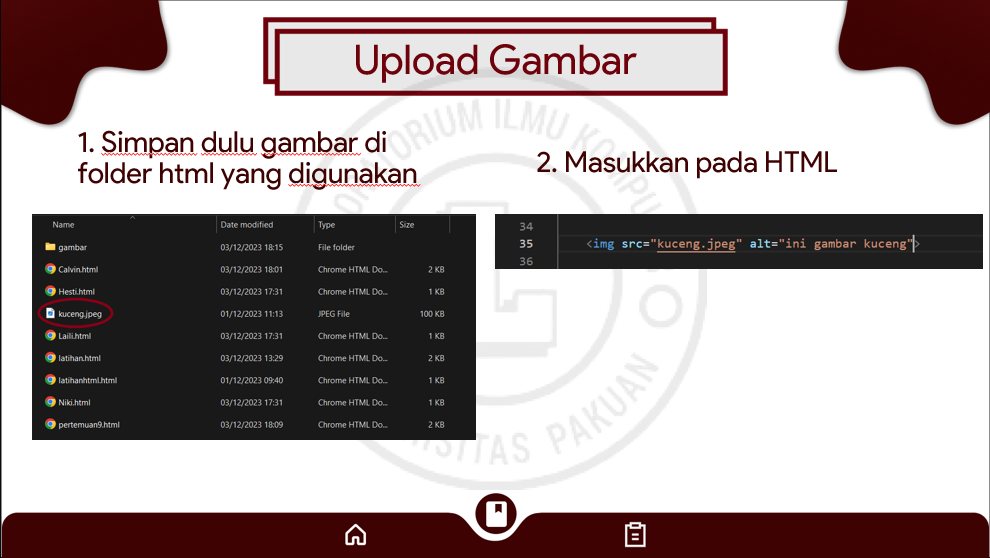 Upload Gambar
1. Simpan dulu gambar di
folder html yang digunakan
2. Masukkan pada HTML
Name Date modified Type Size
gambar 03/12/2023 18:15 File folder
Calvin.html 03/12/2023 18:01 Chrome HTML Do... 2 KB
Hesti.html 03/12/2023 17:31 Chrome HTML Do... 1 KB
kuceng.jpeg 01/12/2023 11:13 JPEG File 100 KB
Laili.html 03/12/2023 17:31 Chrome HTML Do... 1 KB
latihan.html 03/12/2023 13:29 Chrome HTML Do... 2 KB
latihanhtml.html 01/12/2023 09:40 Chrome HTML Do... 1 KB
Niki.html 03/12/2023 17:31 Chrome HTML Do... 1 KB
pertemuan9.html 03/12/2023 18:09 Chrome HTML Do... 2 KB
34
35 <img src="kuceng.jpeg" alt="ini gambar kuceng">
36
ILMU
PAKUAN